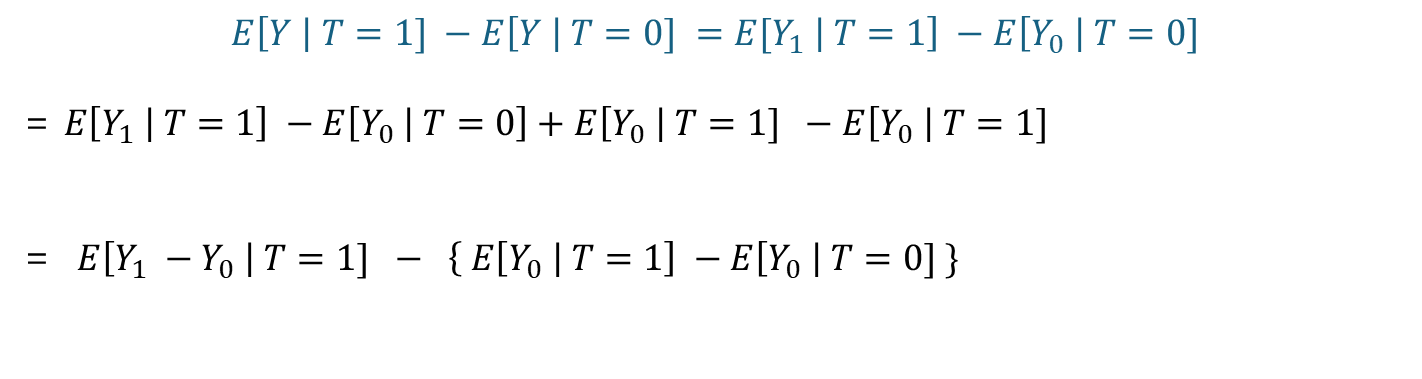 E[Y | T = 1] − E[Y | T = 0] = E[Y₁ | T = 1] − E[Y₀ | T = 0]
= E[Y₁ | T = 1] − E[Y₀ | T = 0] + E[Y₀ | T = 1] − E[Y₀ | T = 1]
= E[Y₁ − Y₀ | T = 1] − { E[Y₀ | T = 1] − E[Y₀ | T = 0] }